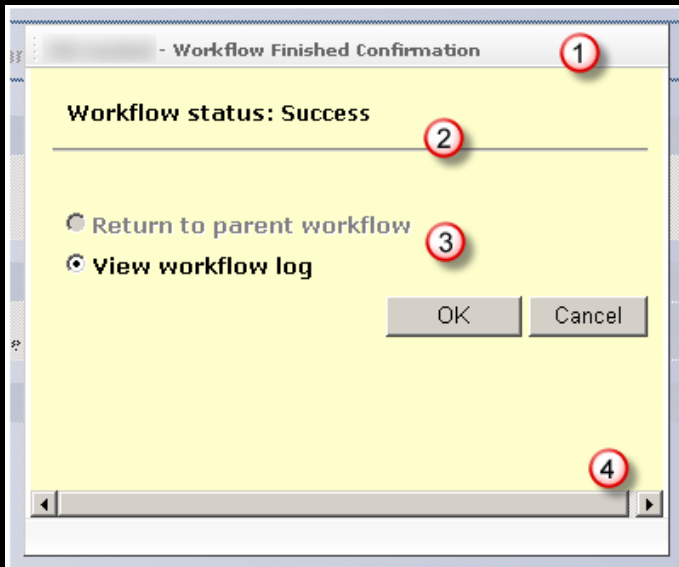 - Workflow Finished Confirmation
1
Workflow status: Success
2
Return to parent workflow
3
View workflow log
OK Cancel
4